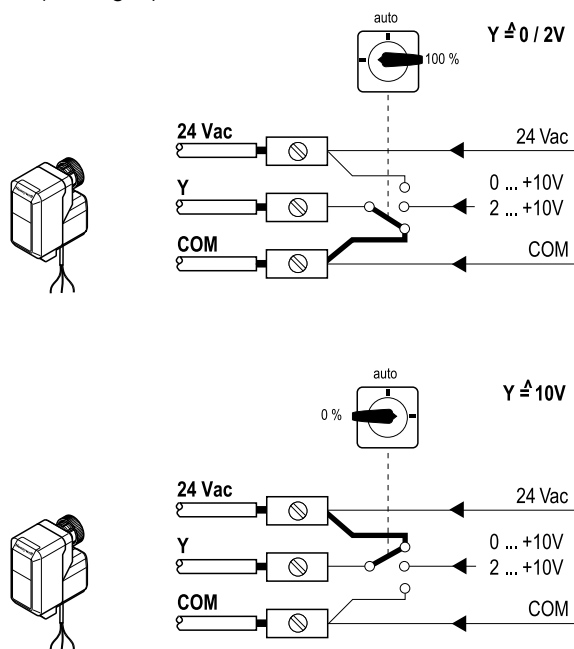 auto
Y ≙ 0 / 2V
100 %
24 Vac
24 Vac
Y
0 ... +10V
2 ... +10V
COM
COM
auto
Y ≙ 10V
0 %
24 Vac
24 Vac
Y
0 ... +10V
2 ... +10V
COM
COM